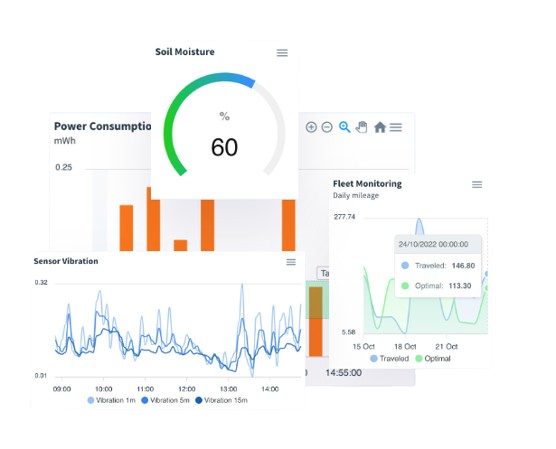 Soil Moisture
%
60
Power Consumptio
mWh
0.25
Fleet Monitoring
Daily mileage
277.74
24/10/2022 00:00:00
Traveled: 146.80
Optimal: 113.30
5.58
15 Oct 18 Oct 21 Oct
Traveled Optimal
Sensor Vibration
0.32
0.01
09:00 10:00 11:00 12:00 13:00 14:00
Vibration 1m Vibration 5m Vibration 15m
Ta
14:55:00